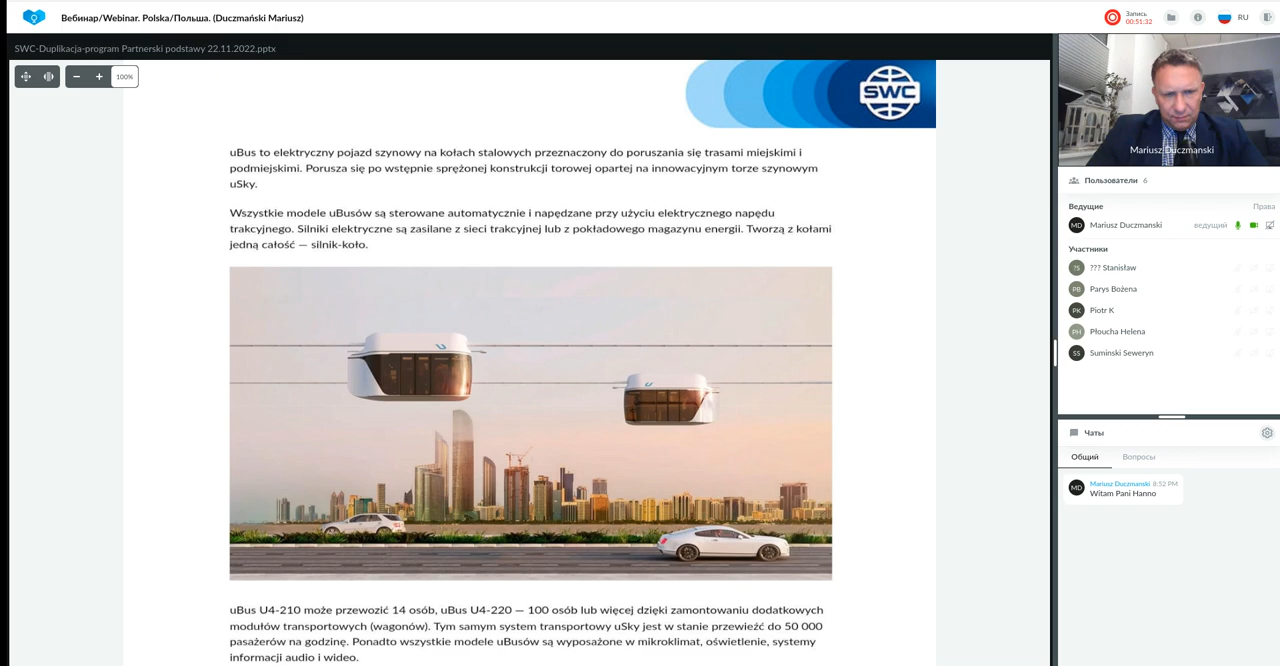 Вебинар/Webinar. Polska/Польша. (Duczmański Mariusz)
Запись
00:51:32
RU
SWC-Duplikacja-program Partnerski podstawy 22.11.2022.pptx
100%
SWC
uBus to elektryczny pojazd szynowy na kołach stalowych przeznaczony do poruszania się trasami miejskimi i
podmiejskimi. Porusza się po wstępnie sprężonej konstrukcji torowej opartej na innowacyjnym torze szynowym
uSky.
Wszystkie modele uBusów są sterowane automatycznie i napędzane przy użyciu elektrycznego napędu
trakcyjnego. Silniki elektryczne są zasilane z sieci trakcyjnej lub z pokładowego magazynu energii. Tworzą z kołami
jedną całość — silnik-koło.
uBus U4-210 może przewozić 14 osób, uBus U4-220 — 100 osób lub więcej dzięki zamontowaniu dodatkowych
modułów transportowych (wagonów). Tym samym system transportowy uSky jest w stanie przewieźć do 50 000
pasażerów na godzinę. Ponadto wszystkie modele uBusów są wyposażone w mikroklimat, oświetlenie, systemy
informacji audio i wideo.
Mariusz Duczmanski
Пользователи 6
Ведущие Права
MD Mariusz Duczmanski ведущий
Участники
?S ??? Stanisław
PB Parys Bożena
PK Piotr K
PH Płoucha Helena
SS Suminski Seweryn
Чаты
Общий Вопросы
MD Mariusz Duczmanski 8:52 PM
Witam Pani Hanno